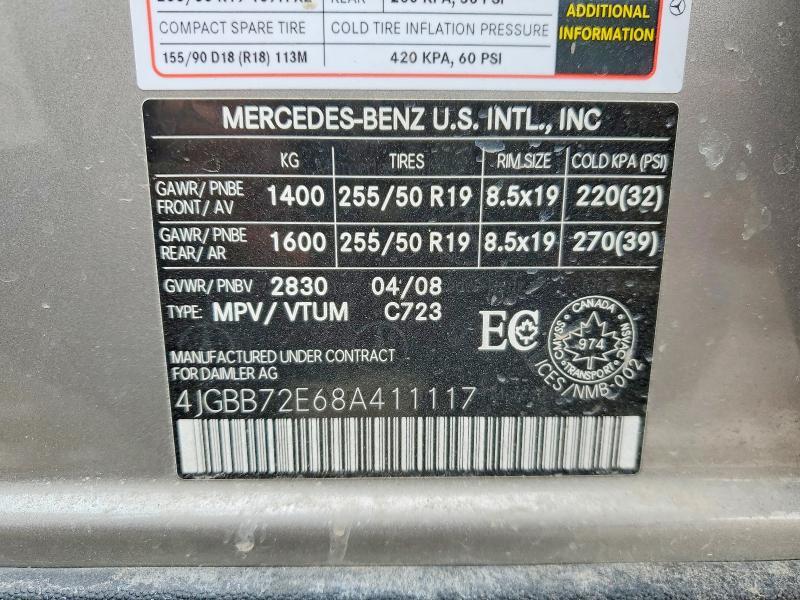 COMPACT SPARE TIRE COLD TIRE INFLATION PRESSURE
155/90 D18 (R18) 113M 420 KPA, 60 PSI
ADDITIONAL
INFORMATION
MERCEDES-BENZ U.S. INTL., INC
KG TIRES RIM SIZE COLD KPA (PSI)
GAWR/ PNBE
FRONT/ AV 1400 255/50 R19 8.5x19 220(32)
GAWR/ PNBE
REAR/ AR 1600 255/50 R19 8.5x19 270(39)
GVWR/ PNBV 2830 04/08
TYPE: MPV/ VTUM C723
EC
CANADA
CMVSS NSVAC
974
TRANSPORT
ICES/NMB-002
MANUFACTURED UNDER CONTRACT
FOR DAIMLER AG
4JGBB72E68A411117